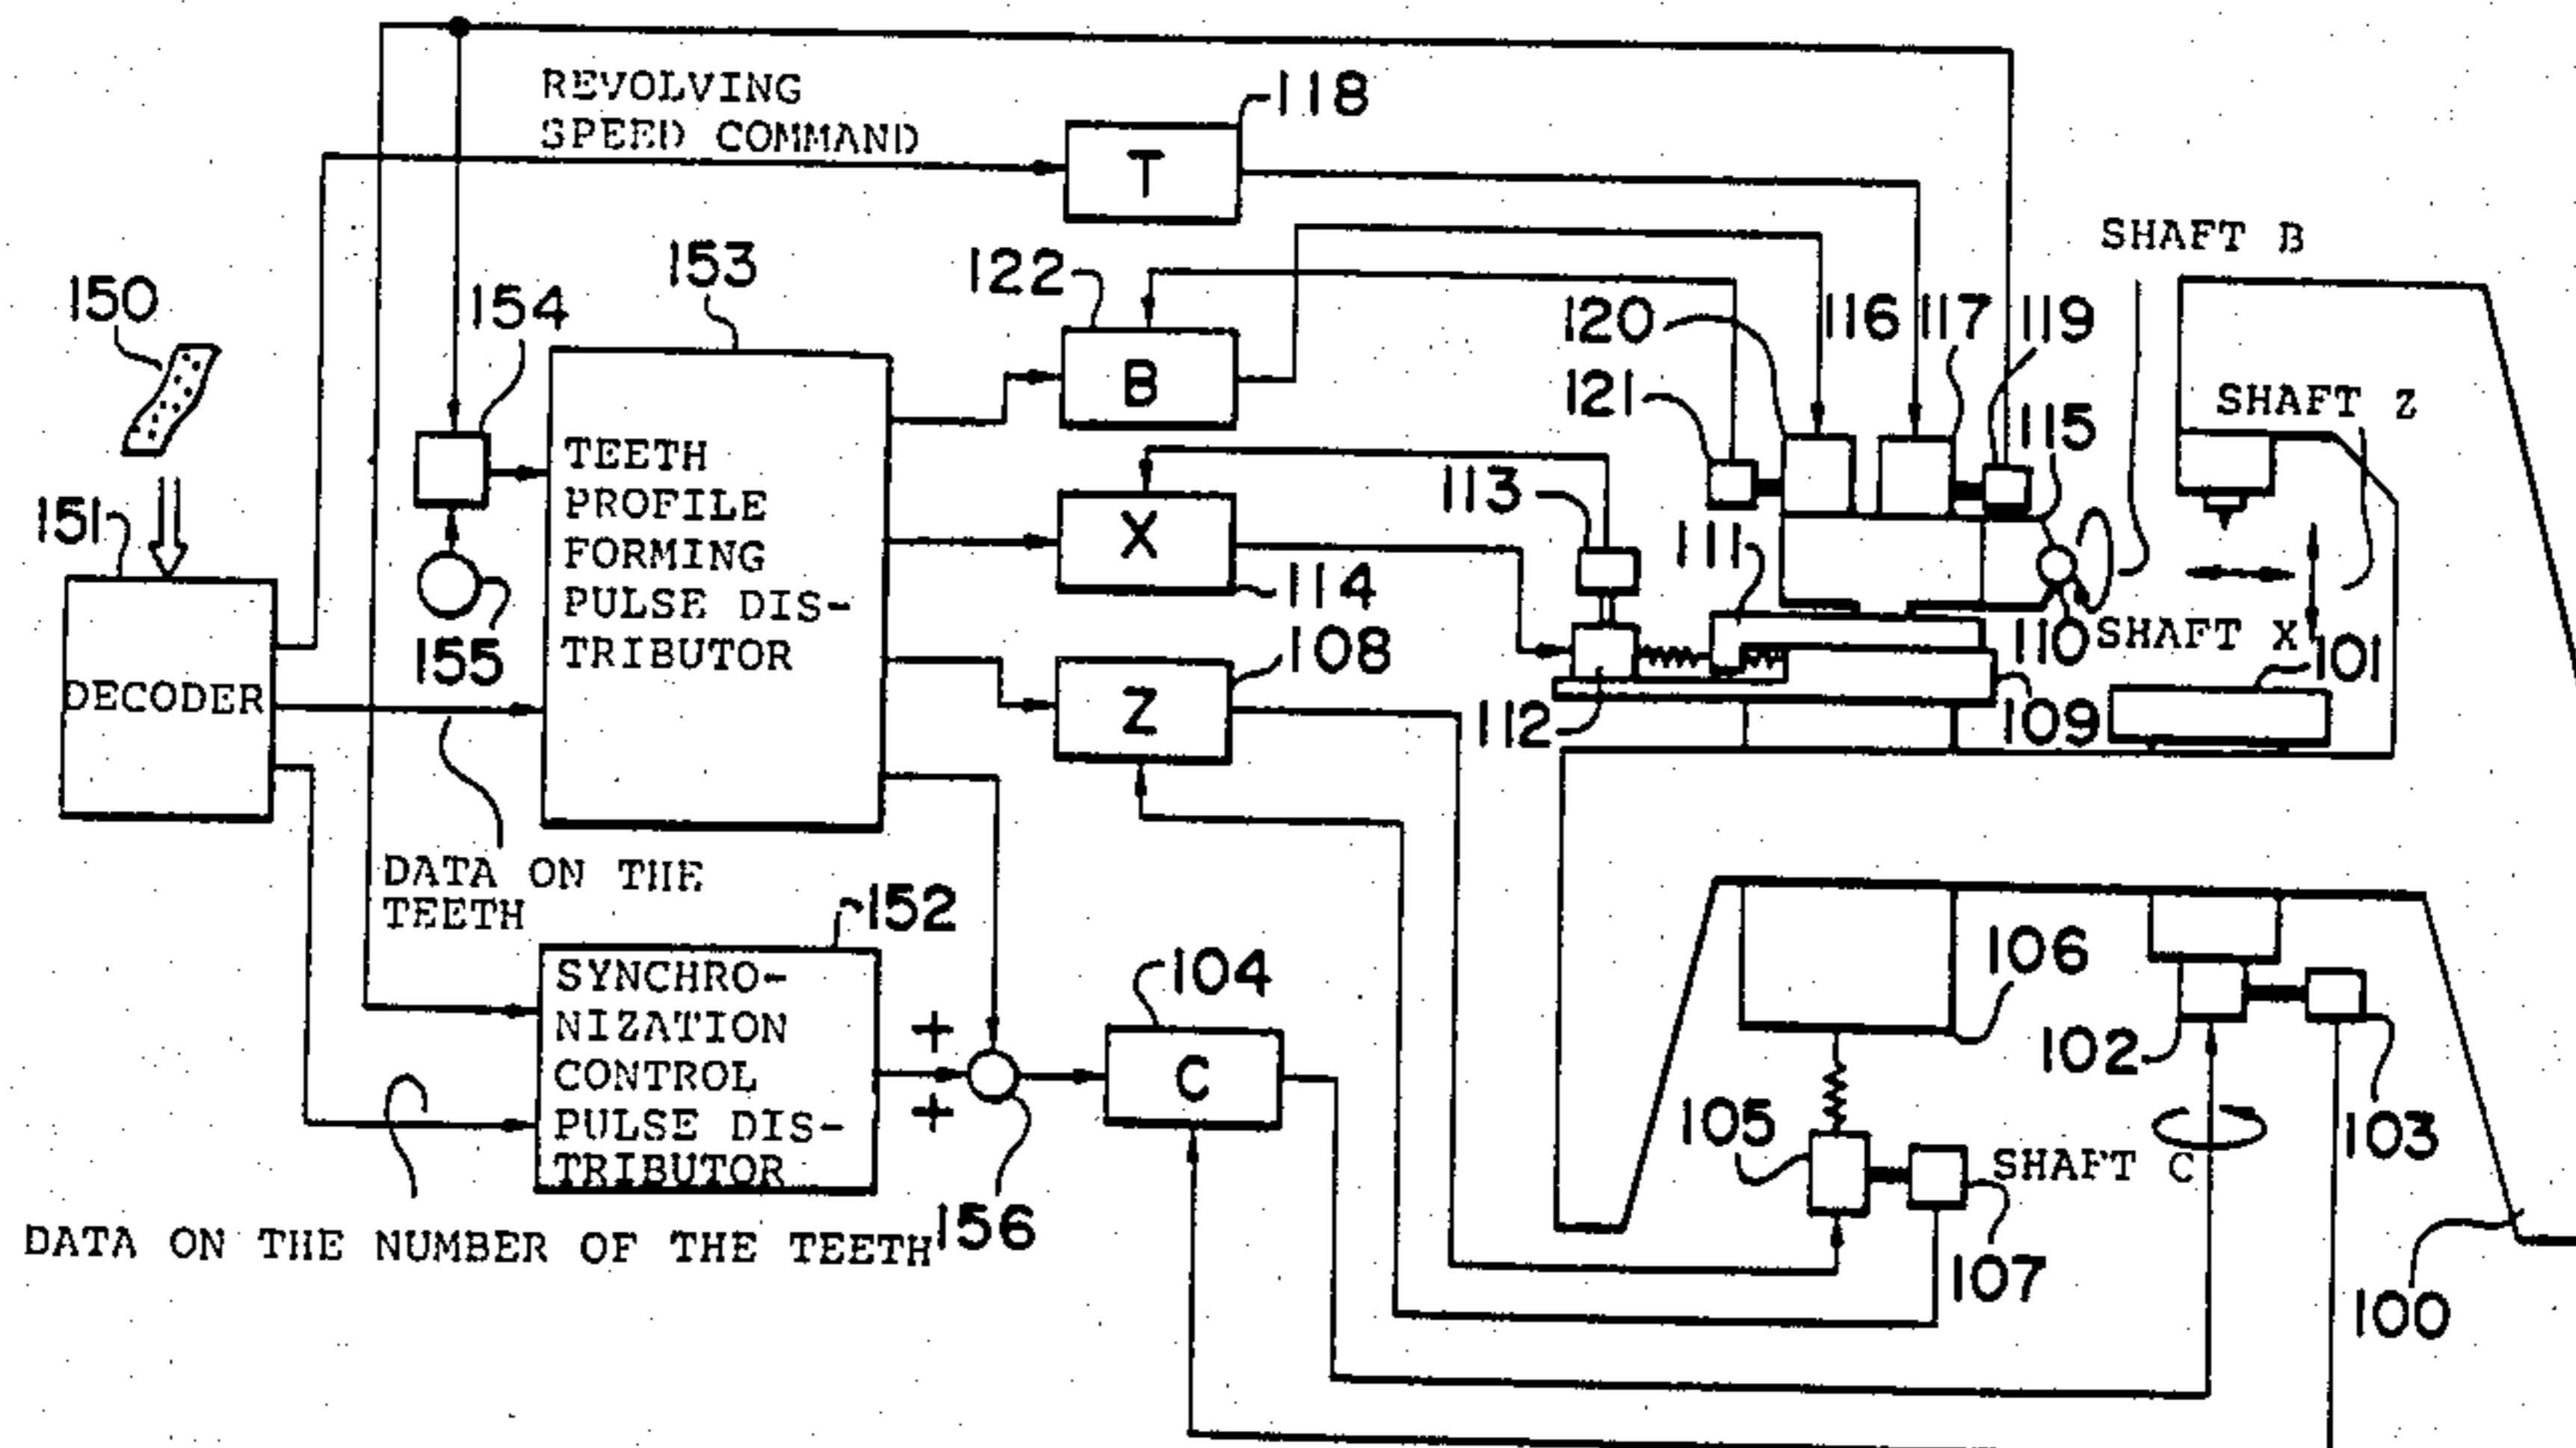 REVOLVING
SPEED COMMAND
118
T
SHAFT B
153
122
150
154
120
116
117
119
B
121
SHAFT Z
115
TEETH
PROFILE
FORMING
PULSE DIS-
TRIBUTOR
113
X
111
151
114
155
110
SHAFT X
101
108
DECODER
Z
112
109
DATA ON THE
TEETH
152
SYNCHRO-
NIZATION
CONTROL
PULSE DIS-
TRIBUTOR
+
+
104
C
106
102
105
103
SHAFT C
156
DATA ON THE NUMBER OF THE TEETH
107
100